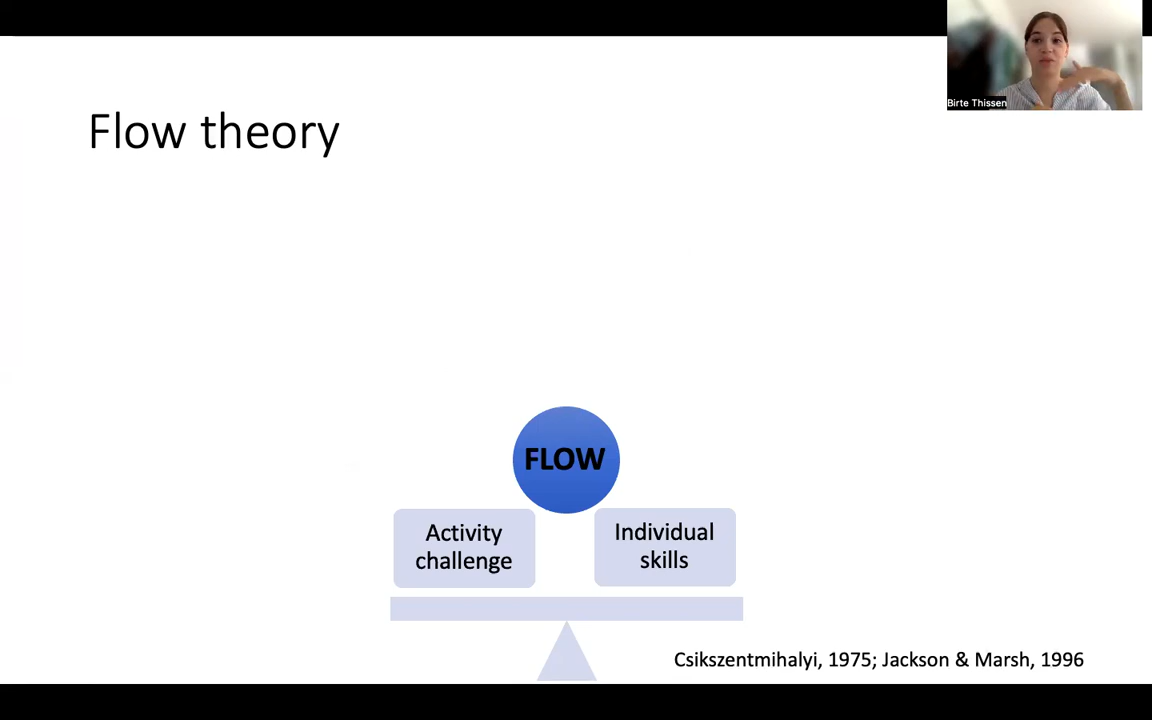 Birte Thissen
Flow theory
FLOW
Activity
challenge
Individual
skills
Csikszentmihalyi, 1975; Jackson & Marsh, 1996